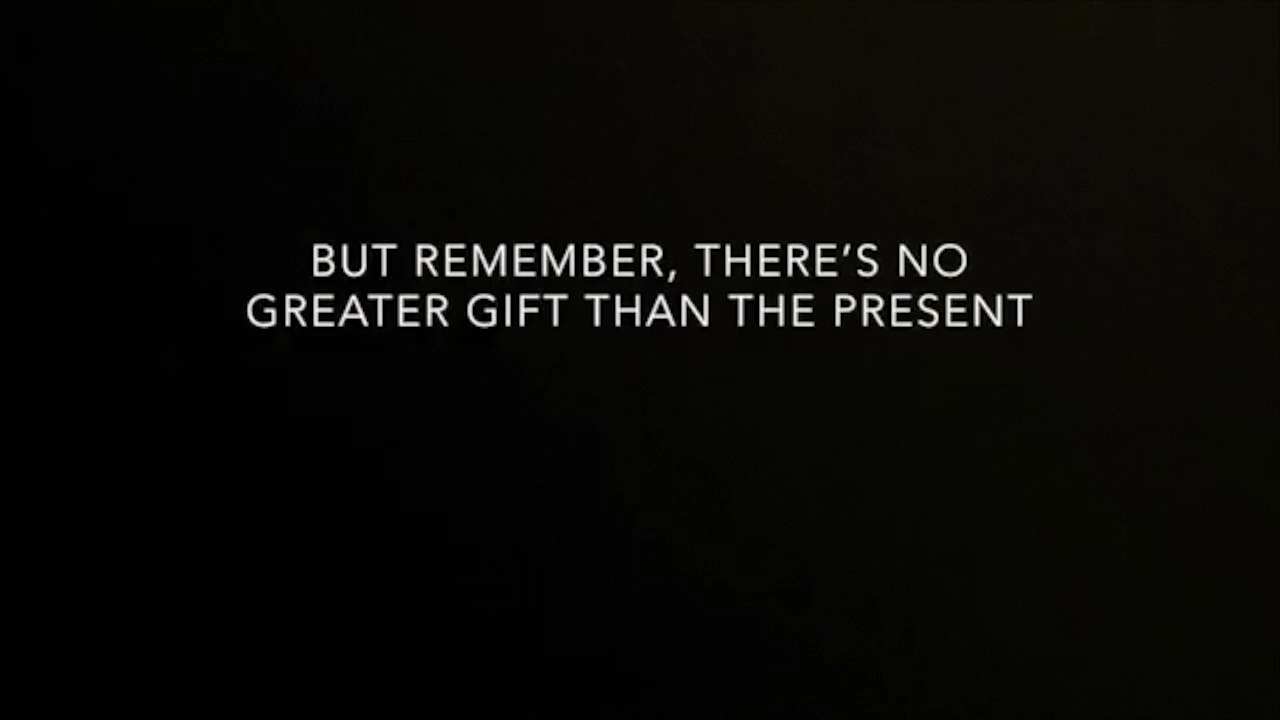 BUT REMEMBER, THERE’S NO
GREATER GIFT THAN THE PRESENT